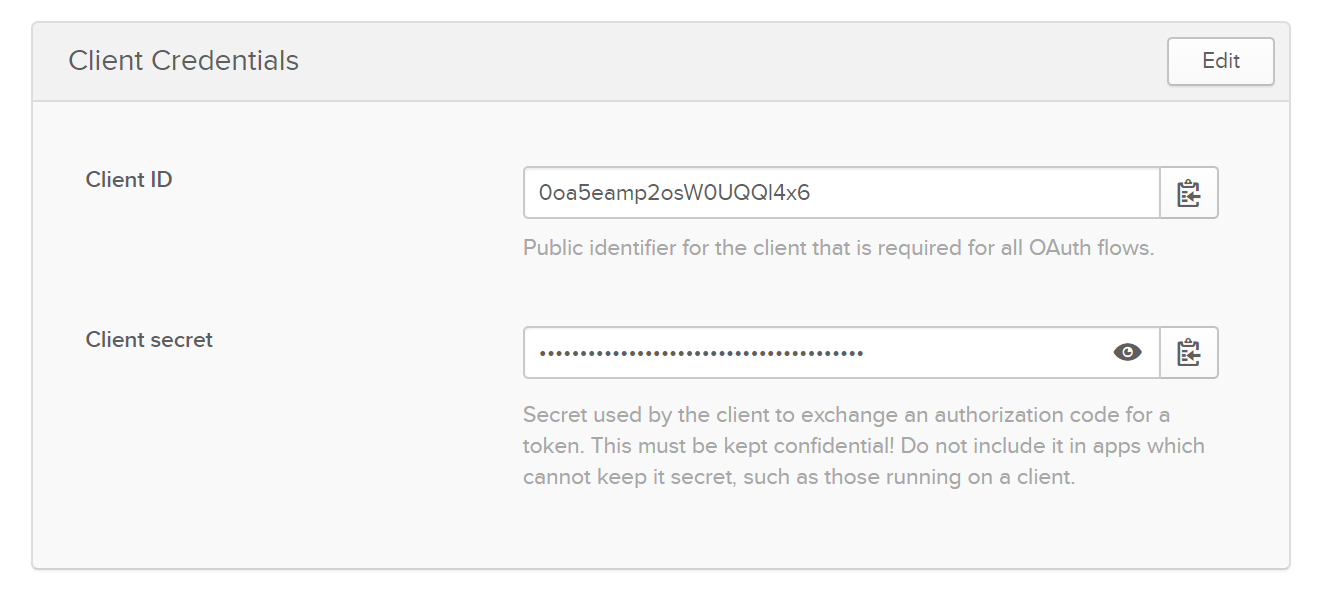 Client Credentials
Edit
Client ID
0oa5eamp2osW0UQQI4x6
Public identifier for the client that is required for all OAuth flows.
Client secret
••••••••••••••••••••••••••••••••••••••••
Secret used by the client to exchange an authorization code for a
token. This must be kept confidential! Do not include it in apps which
cannot keep it secret, such as those running on a client.